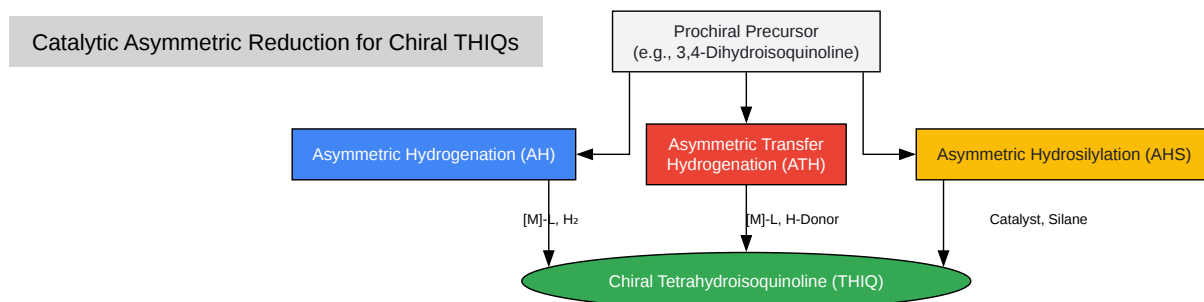 Catalytic Asymmetric Reduction for Chiral THIQs
Prochiral Precursor
(e.g., 3,4-Dihydroisoquinoline)
Asymmetric Hydrogenation (AH)
Asymmetric Transfer
Hydrogenation (ATH)
Asymmetric Hydrosilylation (AHS)
[M]-L, H₂
[M]-L, H-Donor
Catalyst, Silane
Chiral Tetrahydroisoquinoline (THIQ)